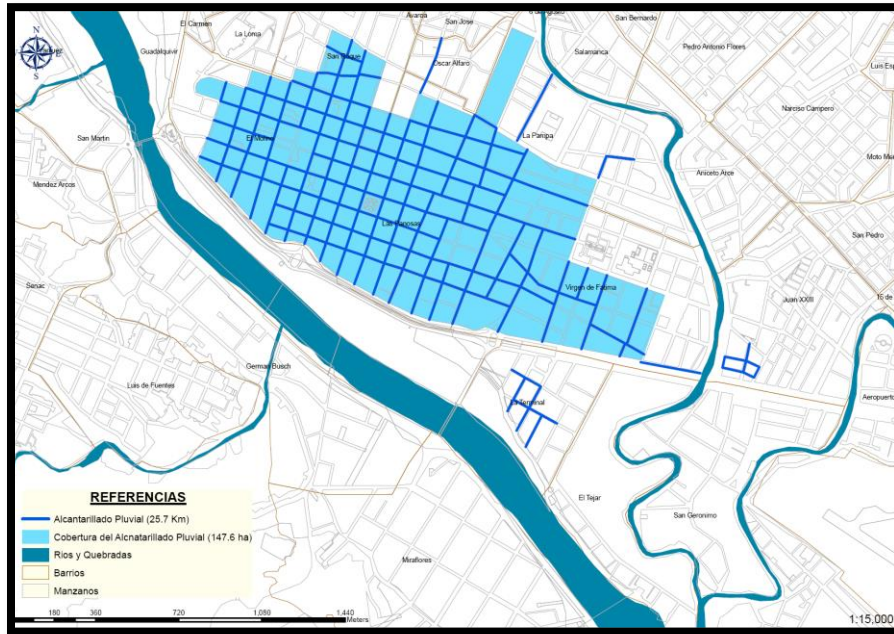 El Carmen
La Loma
Avaroa
San Jose
San Bernardo
Guadalquivir
San Roque
Oscar Alfaro
Salamanca
Pedro Antonio Flores
N
E
S
Narciso Campero
San Martin
El Molino
La Pampa
Moto Me
Mendez Arcos
Aniceto Arce
Las Panosas
San Pedro
Senac
Virgen de Fatima
Juan XXIII
15 de
German Busch
Luis de Fuentes
La Terminal
Aeropuerto
El Tejar
San Geronimo
Miraflores
REFERENCIAS
Alcantarillado Pluvial (25.7 Km)
Cobertura del Alcnatarillado Pluvial (147.6 ha)
Rios y Quebradas
Barrios
Manzanos
180 360 720 1,080 1,440
Meters
1:15,000